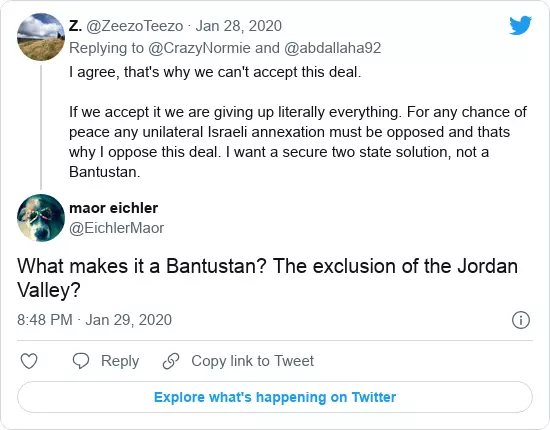 Z. @ZeezoTeezo · Jan 28, 2020
Replying to @CrazyNormie and @abdallaha92
I agree, that's why we can't accept this deal.
If we accept it we are giving up literally everything. For any chance of
peace any unilateral Israeli annexation must be opposed and thats
why I oppose this deal. I want a secure two state solution, not a
Bantustan.
maor eichler
@EichlerMaor
What makes it a Bantustan? The exclusion of the Jordan
Valley?
8:48 PM · Jan 29, 2020
Reply
Copy link to Tweet
Explore what's happening on Twitter